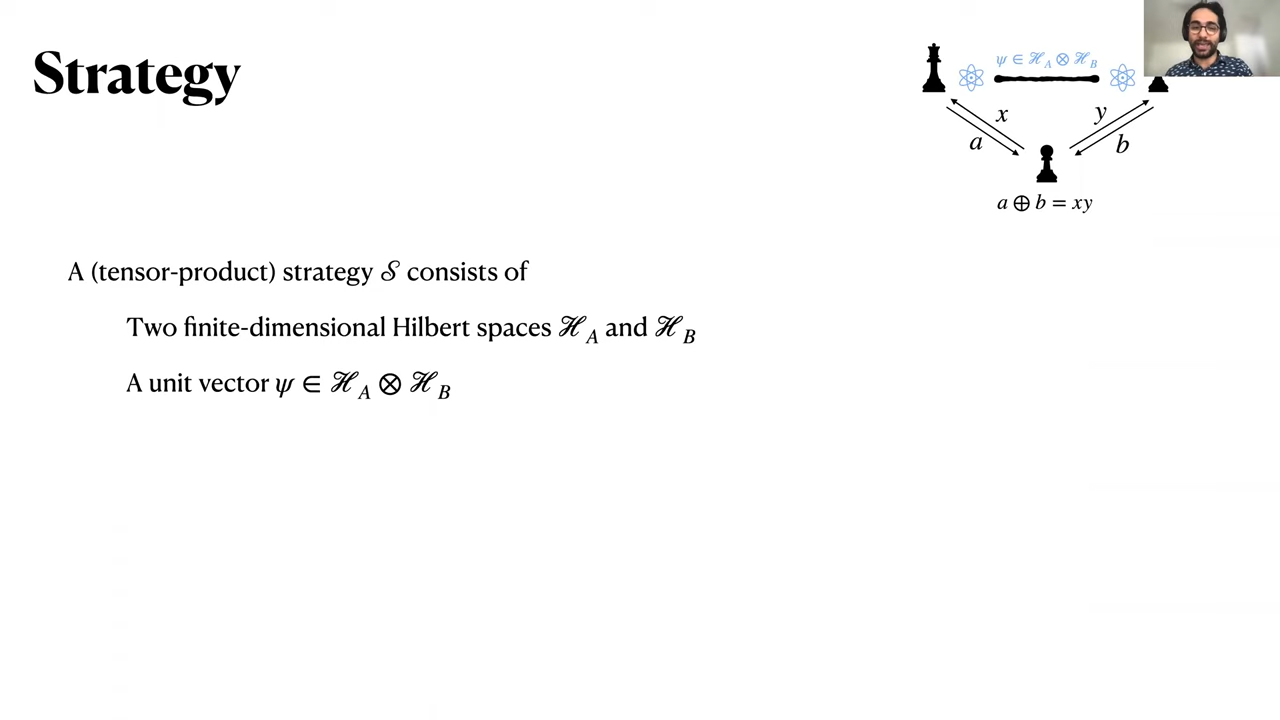 Strategy
ψ ∈ ℋ_A ⊗ ℋ_B
x
y
a
b
a ⊕ b = xy
A (tensor-product) strategy 𝒮 consists of
Two finite-dimensional Hilbert spaces ℋ_A and ℋ_B
A unit vector ψ ∈ ℋ_A ⊗ ℋ_B